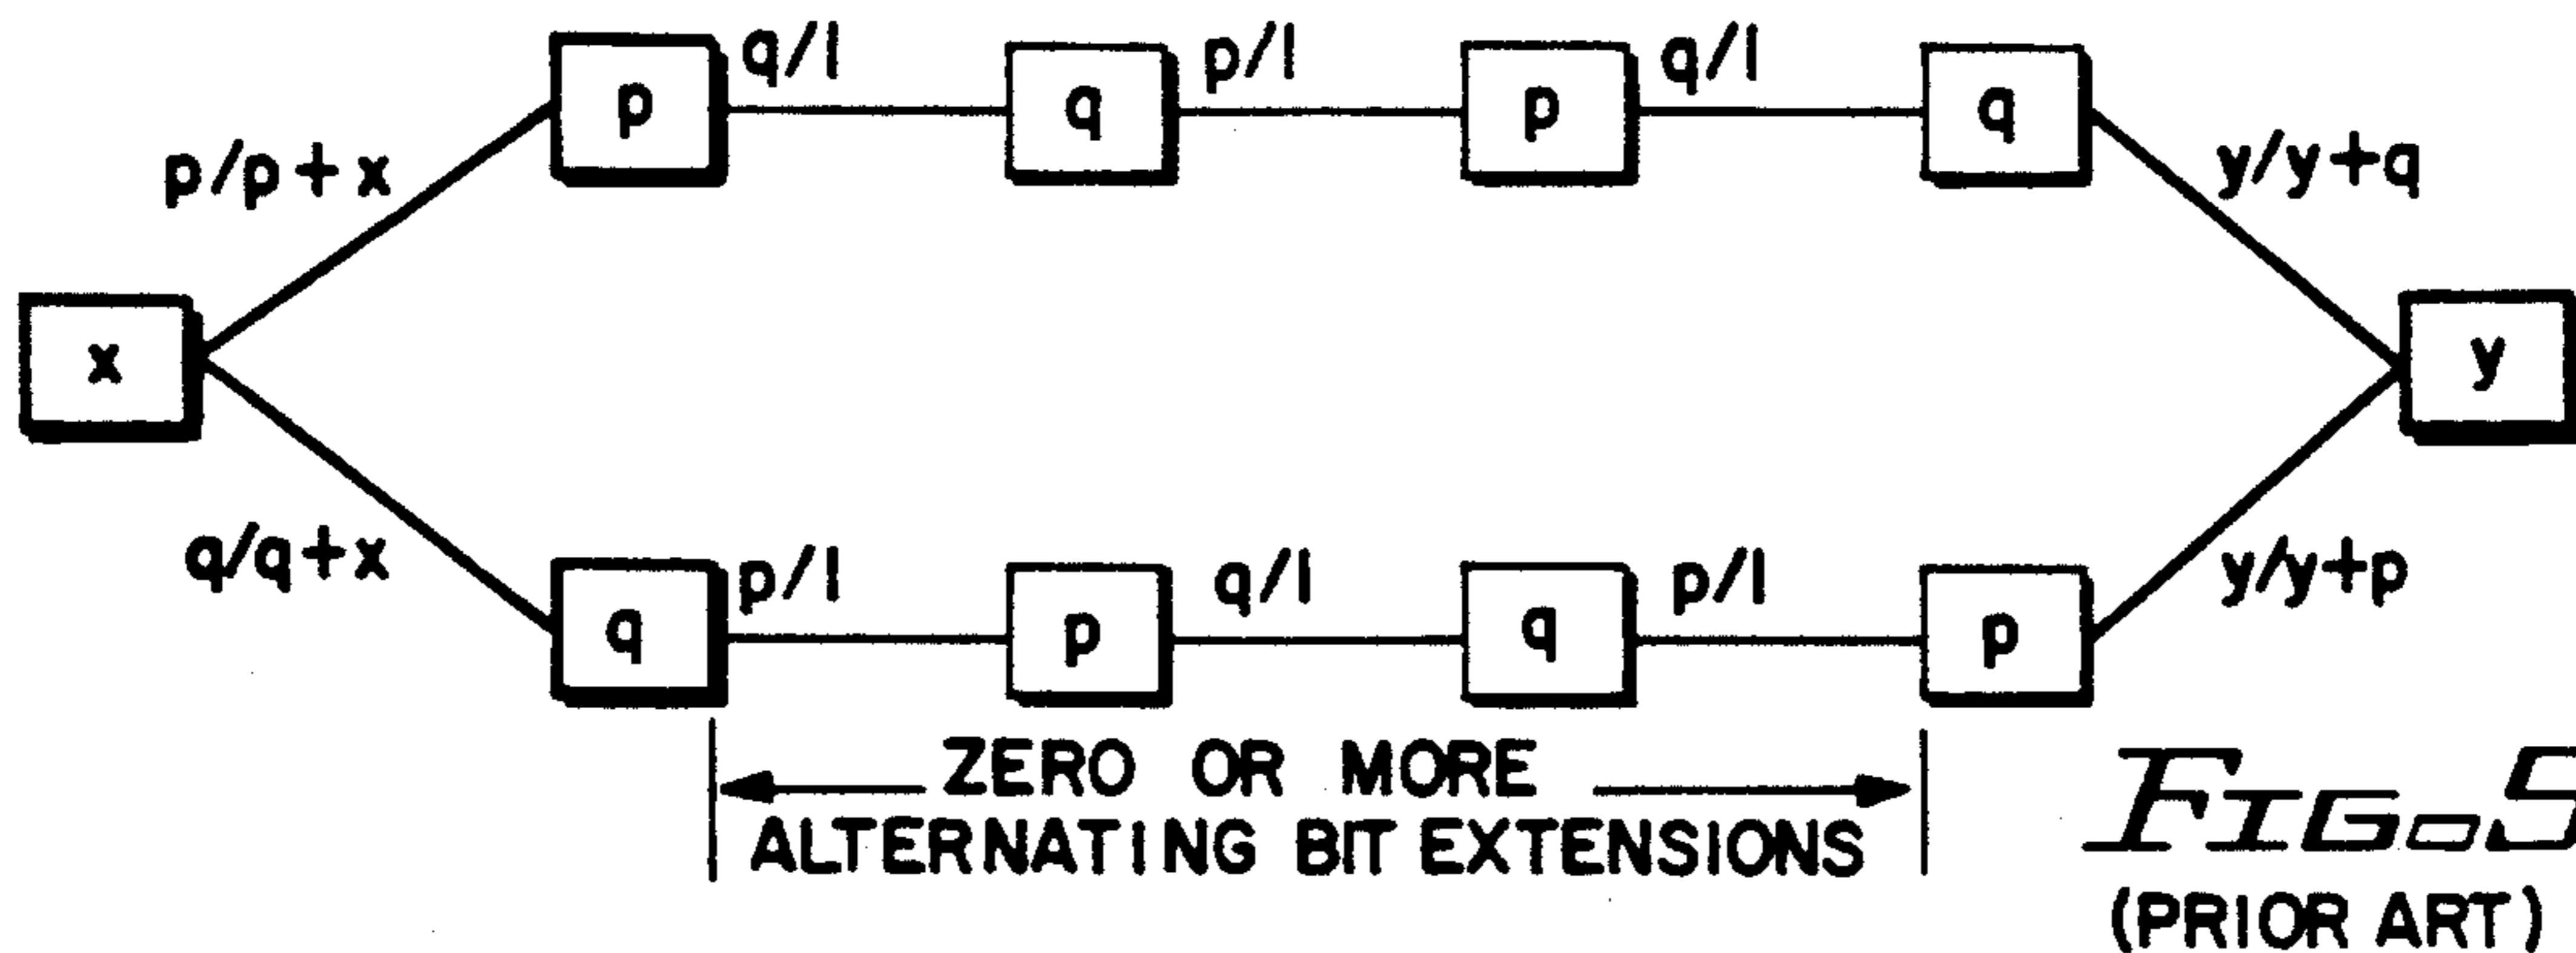 q/1 p/1 q/1
p q p q
p/p+x y/y+q
x y
q/q+x y/y+p
p/1 q/1 p/1
q p q p
ZERO OR MORE
ALTERNATING BIT EXTENSIONS
FIG. 5
(PRIOR ART)